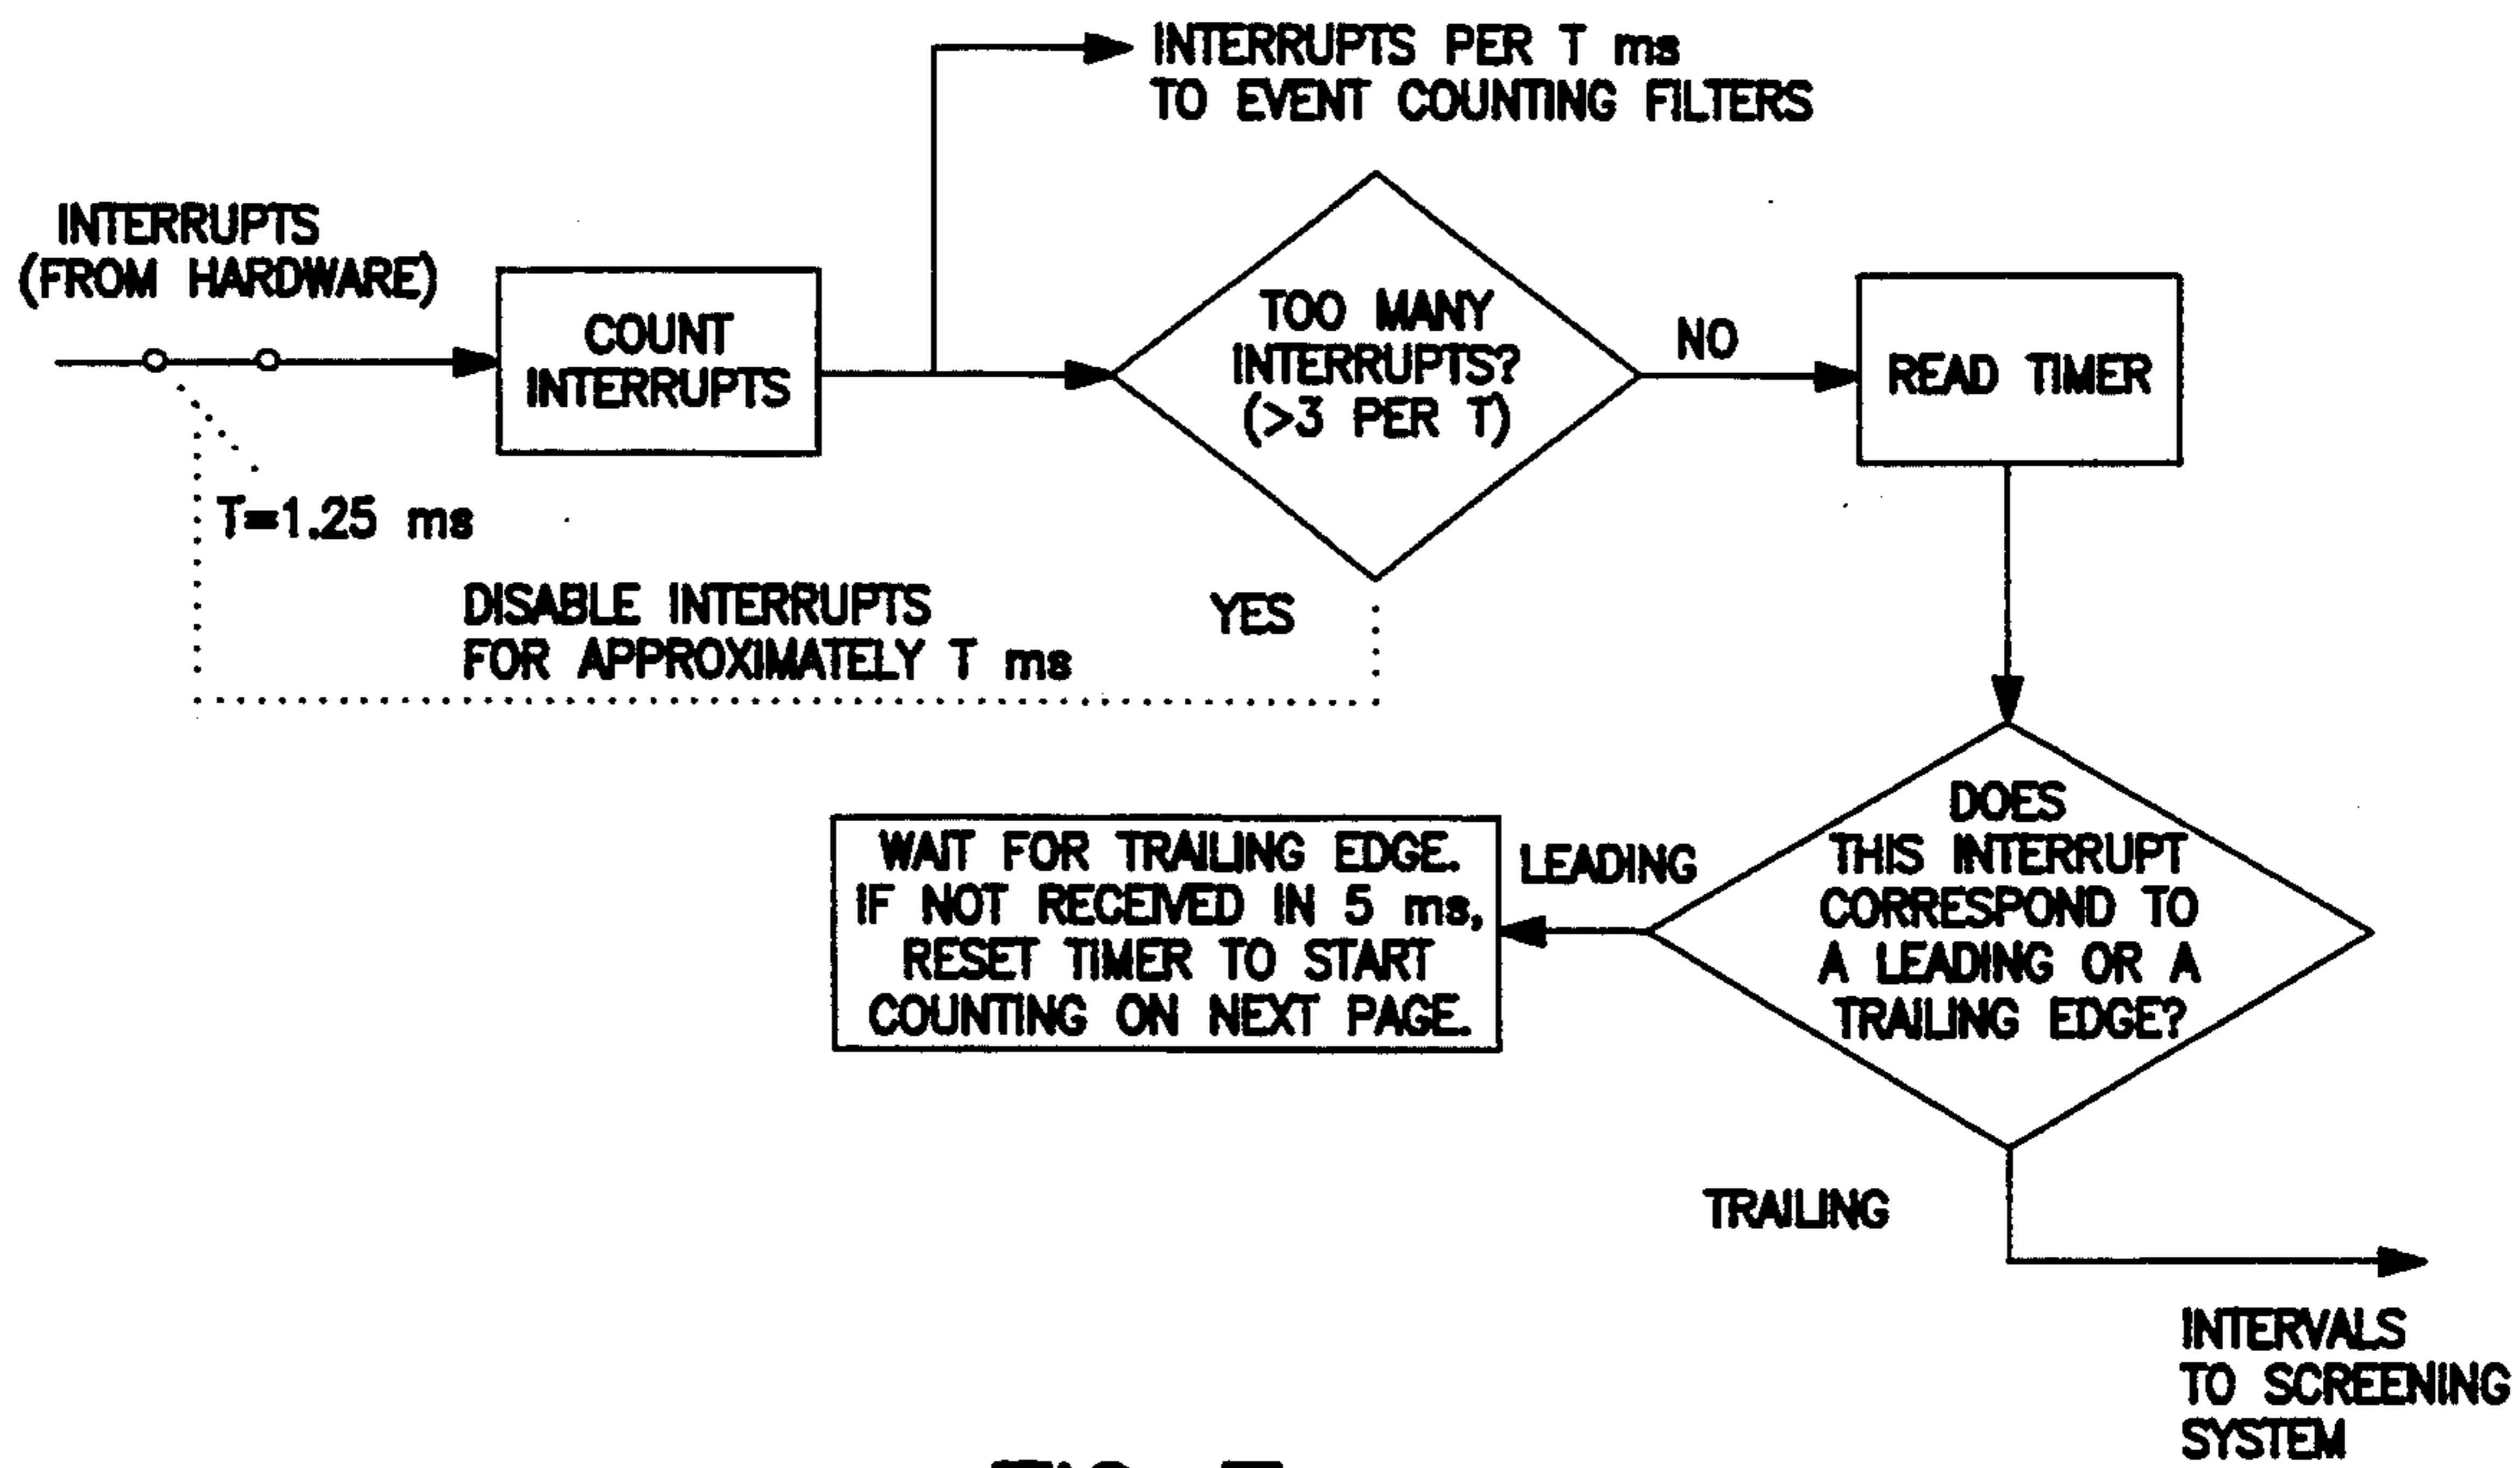 INTERRUPTS PER T ms
TO EVENT COUNTING FILTERS
INTERRUPTS
(FROM HARDWARE)
COUNT
INTERRUPTS
TOO MANY
INTERRUPTS?
(>3 PER T)
NO
READ TIMER
T=1.25 ms
DISABLE INTERRUPTS
FOR APPROXIMATELY T ms
YES
DOES
THIS INTERRUPT
CORRESPOND TO
A LEADING OR A
TRAILING EDGE?
LEADING
WAIT FOR TRAILING EDGE.
IF NOT RECEIVED IN 5 ms,
RESET TIMER TO START
COUNTING ON NEXT PAGE.
TRAILING
INTERVALS
TO SCREENING
SYSTEM